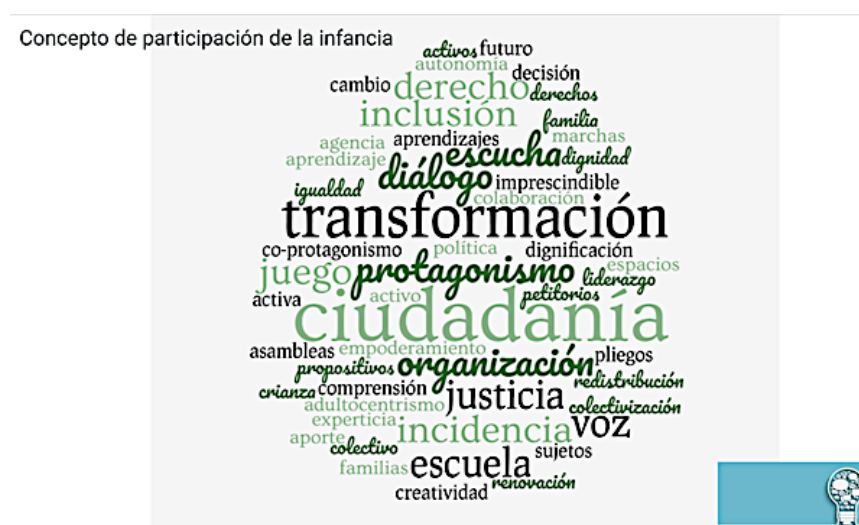 Concepto de participación de la infancia
activos futuro
autonomía
cambio derecho decisión
derechos
inclusión familia
agencia aprendizajes marchas
aprendizaje escucha dignidad
igualdad diálogo imprescindible
colaboración
transformación
co-protagonismo política dignificación
juego protagonismo espacios
liderazgo
activa activo petitorios
ciudadanía
asambleas empoderamiento pliegos
propositivos organización redistribución
crianza comprensión justicia colectivización
adultocentrismo
experticia incidencia voz
aporte colectivo sujetos
familias escuela
creatividad renovación